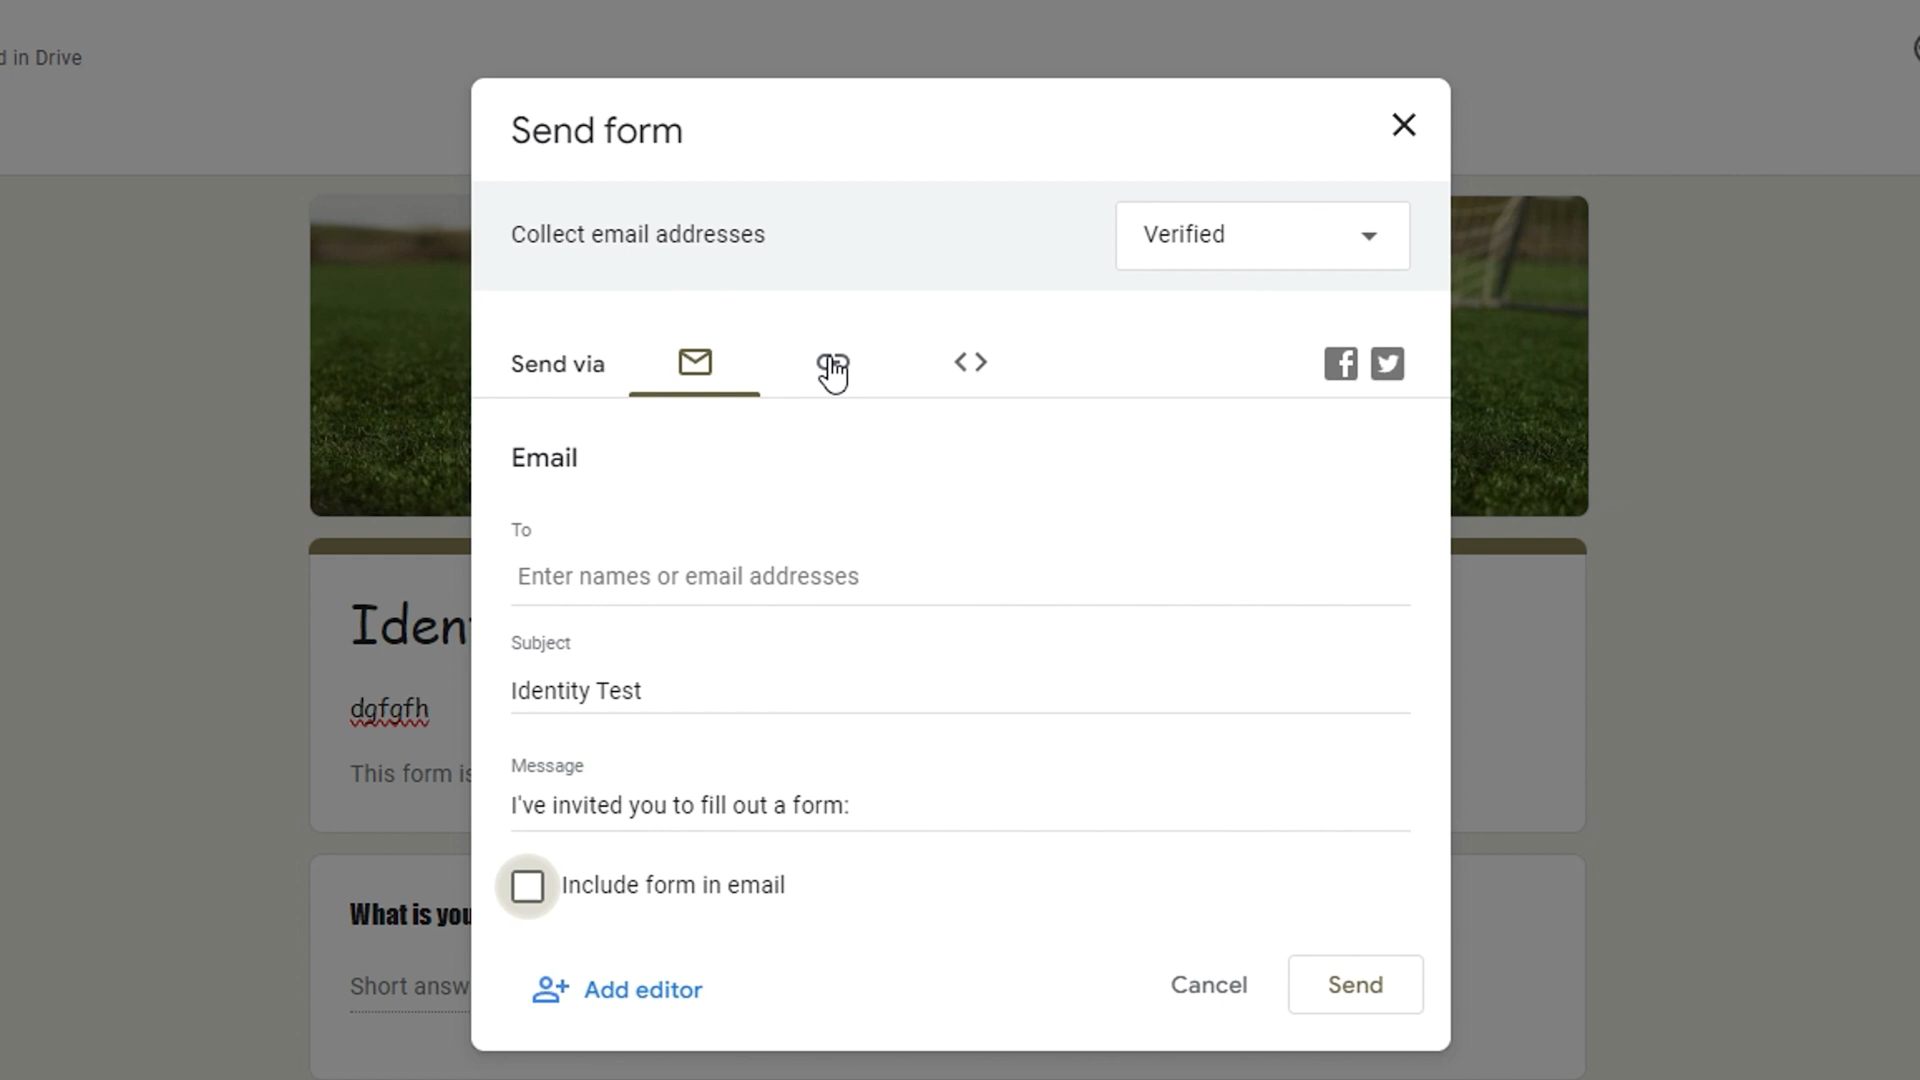 d in Drive
Send form
Collect email addresses
Verified
Send via
Email
To
Enter names or email addresses
Subject
Identity Test
Message
I've invited you to fill out a form:
Include form in email
Add editor
Cancel
Send
Iden
dgfgfh
This form is
What is you
Short answ